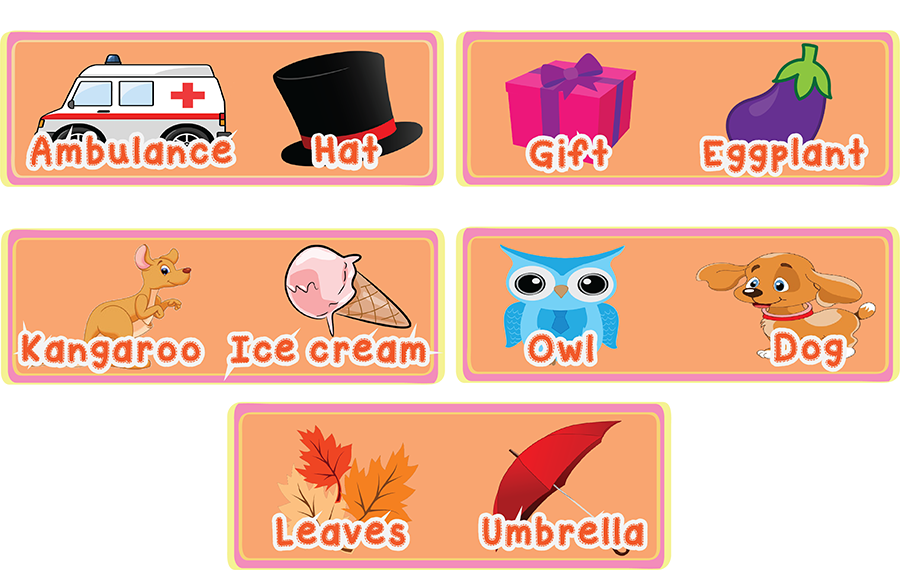 Ambulance
Hat
Gift
Eggplant
Kangaroo
Ice cream
Owl
Dog
Leaves
Umbrella